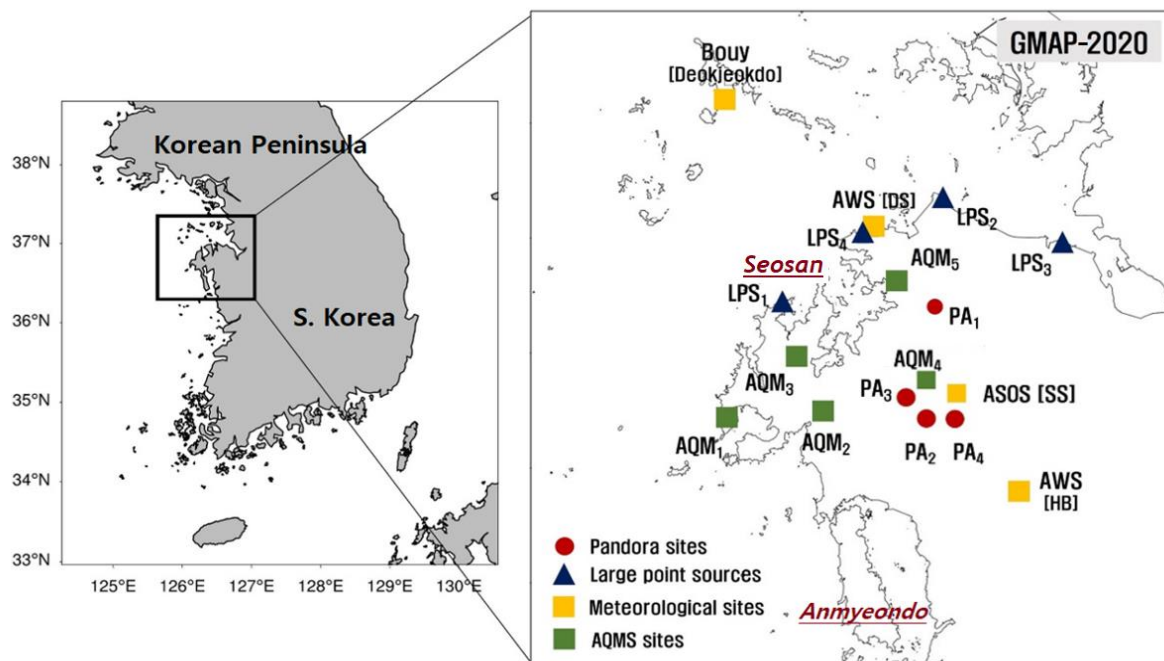 GMAP-2020
Bouy
[Deokjeokdo]
Korean Peninsula
S. Korea
38°N
37°N
36°N
35°N
34°N
33°N
125°E
126°E
127°E
128°E
129°E
130°E
AWS [DS]
LPS2
LPS4
LPS3
Seosan
AQM5
LPS1
PA1
AQM3
AQM4
PA3
ASOS [SS]
AQM1
AQM2
PA2
PA4
AWS
[HB]
Pandora sites
Large point sources
Meteorological sites
AQMS sites
Anmyeondo